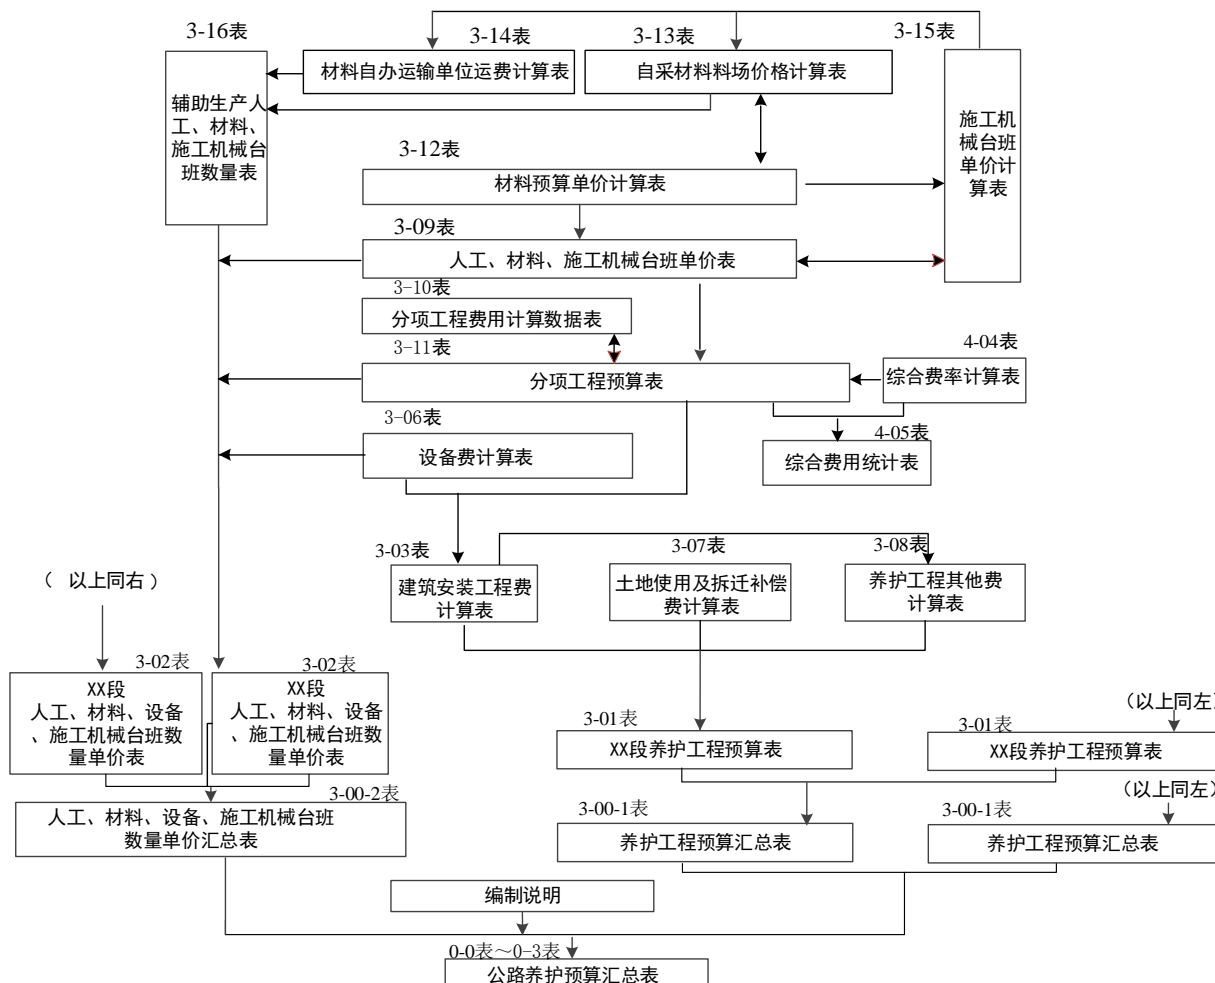 3-16表
3-14表
3-13表
3-15表
材料自办运输单位运费计算表
自采材料料场价格计算表
辅助生产人
工、材料、
施工机械台
班数量表
施工机
械台班
单价计
算表
3-12表
材料预算单价计算表
3-09表
人工、材料、施工机械台班单价表
3-10表
分项工程费用计算数据表
3-11表
分项工程预算表
4-04表
综合费率计算表
3-06表
设备费计算表
4-05表
综合费用统计表
3-03表
建筑安装工程费
计算表
3-07表
土地使用及拆迁补偿
费计算表
3-08表
养护工程其他费
计算表
（ 以上同右 ）
3-02表
XX段
人工、材料、设备
、施工机械台班数
量单价表
3-02表
XX段
人工、材料、设备
、施工机械台班数
量单价表
3-01表
XX段养护工程预算表
（以上同左）
3-01表
XX段养护工程预算表
3-00-2表
人工、材料、设备、施工机械台班
数量单价汇总表
3-00-1表
养护工程预算汇总表
（以上同左）
3-00-1表
养护工程预算汇总表
编制说明
0-0表～0-3表
公路养护预算汇总表